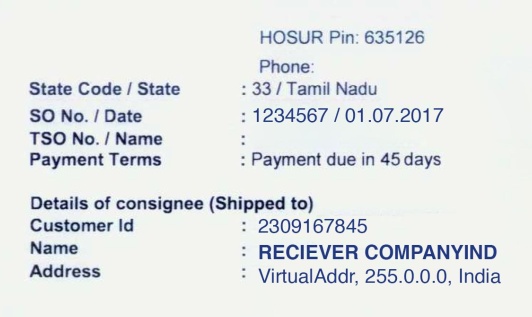 HOSUR Pin: 635126
Phone:
State Code / State : 33 / Tamil Nadu
SO No. / Date : 1234567 / 01.07.2017
TSO No. / Name :
Payment Terms : Payment due in 45 days
Details of consignee (Shipped to)
Customer Id : 2309167845
Name : RECIEVER COMPANYIND
Address : VirtualAddr, 255.0.0.0, India